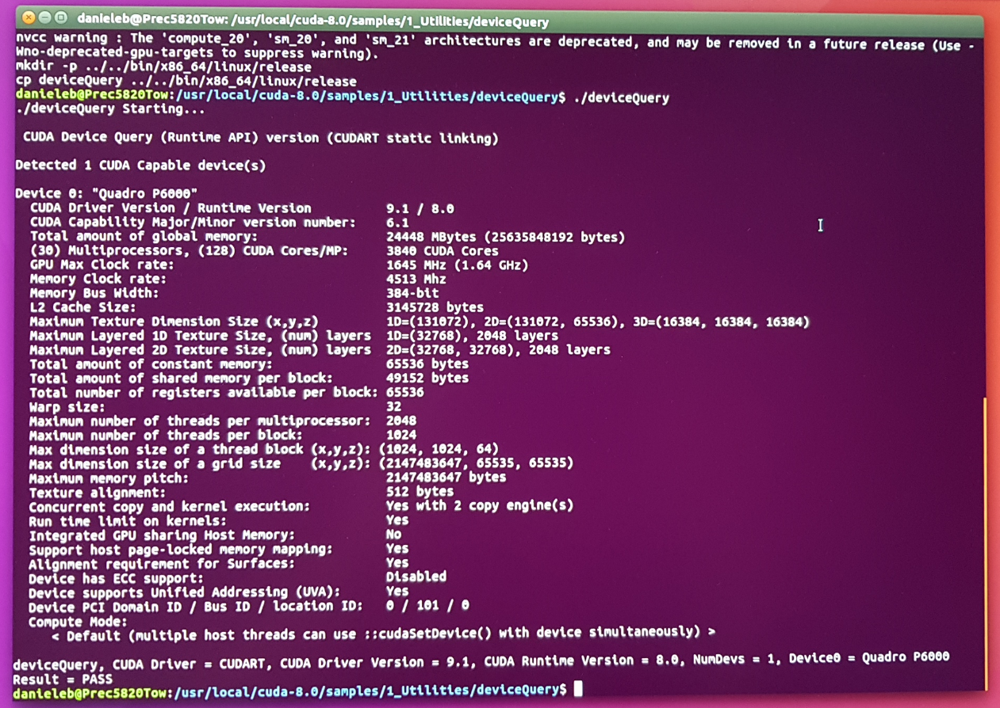 danieleb@Prec5820Tow: /usr/local/cuda-8.0/samples/1_Utilities/deviceQuery
nvcc warning : The 'compute_20', 'sm_20', and 'sm_21' architectures are deprecated, and may be removed in a future release (Use -
Wno-deprecated-gpu-targets to suppress warning).
mkdir -p ../../bin/x86_64/linux/release
cp deviceQuery ../../bin/x86_64/linux/release
danieleb@Prec5820Tow:/usr/local/cuda-8.0/samples/1_Utilities/deviceQuery$ ./deviceQuery
./deviceQuery Starting...
CUDA Device Query (Runtime API) version (CUDART static linking)
Detected 1 CUDA Capable device(s)
Device 0: "Quadro P6000"
CUDA Driver Version / Runtime Version 9.1 / 8.0
CUDA Capability Major/Minor version number: 6.1
Total amount of global memory: 24448 MBytes (25635848192 bytes)
(30) Multiprocessors, (128) CUDA Cores/MP: 3840 CUDA Cores
GPU Max Clock rate: 1645 MHz (1.64 GHz)
Memory Clock rate: 4513 Mhz
Memory Bus Width: 384-bit
L2 Cache Size: 3145728 bytes
Maximum Texture Dimension Size (x,y,z) 1D=(131072), 2D=(131072, 65536), 3D=(16384, 16384, 16384)
Maximum Layered 1D Texture Size, (num) layers 1D=(32768), 2048 layers
Maximum Layered 2D Texture Size, (num) layers 2D=(32768, 32768), 2048 layers
Total amount of constant memory: 65536 bytes
Total amount of shared memory per block: 49152 bytes
Total number of registers available per block: 65536
Warp size: 32
Maximum number of threads per multiprocessor: 2048
Maximum number of threads per block: 1024
Max dimension size of a thread block (x,y,z): (1024, 1024, 64)
Max dimension size of a grid size (x,y,z): (2147483647, 65535, 65535)
Maximum memory pitch: 2147483647 bytes
Texture alignment: 512 bytes
Concurrent copy and kernel execution: Yes with 2 copy engine(s)
Run time limit on kernels: Yes
Integrated GPU sharing Host Memory: No
Support host page-locked memory mapping: Yes
Alignment requirement for Surfaces: Yes
Device has ECC support: Disabled
Device supports Unified Addressing (UVA): Yes
Device PCI Domain ID / Bus ID / location ID: 0 / 101 / 0
Compute Mode:
< Default (multiple host threads can use ::cudaSetDevice() with device simultaneously) >
deviceQuery, CUDA Driver = CUDART, CUDA Driver Version = 9.1, CUDA Runtime Version = 8.0, NumDevs = 1, Device0 = Quadro P6000
Result = PASS
danieleb@Prec5820Tow:/usr/local/cuda-8.0/samples/1_Utilities/deviceQuery$